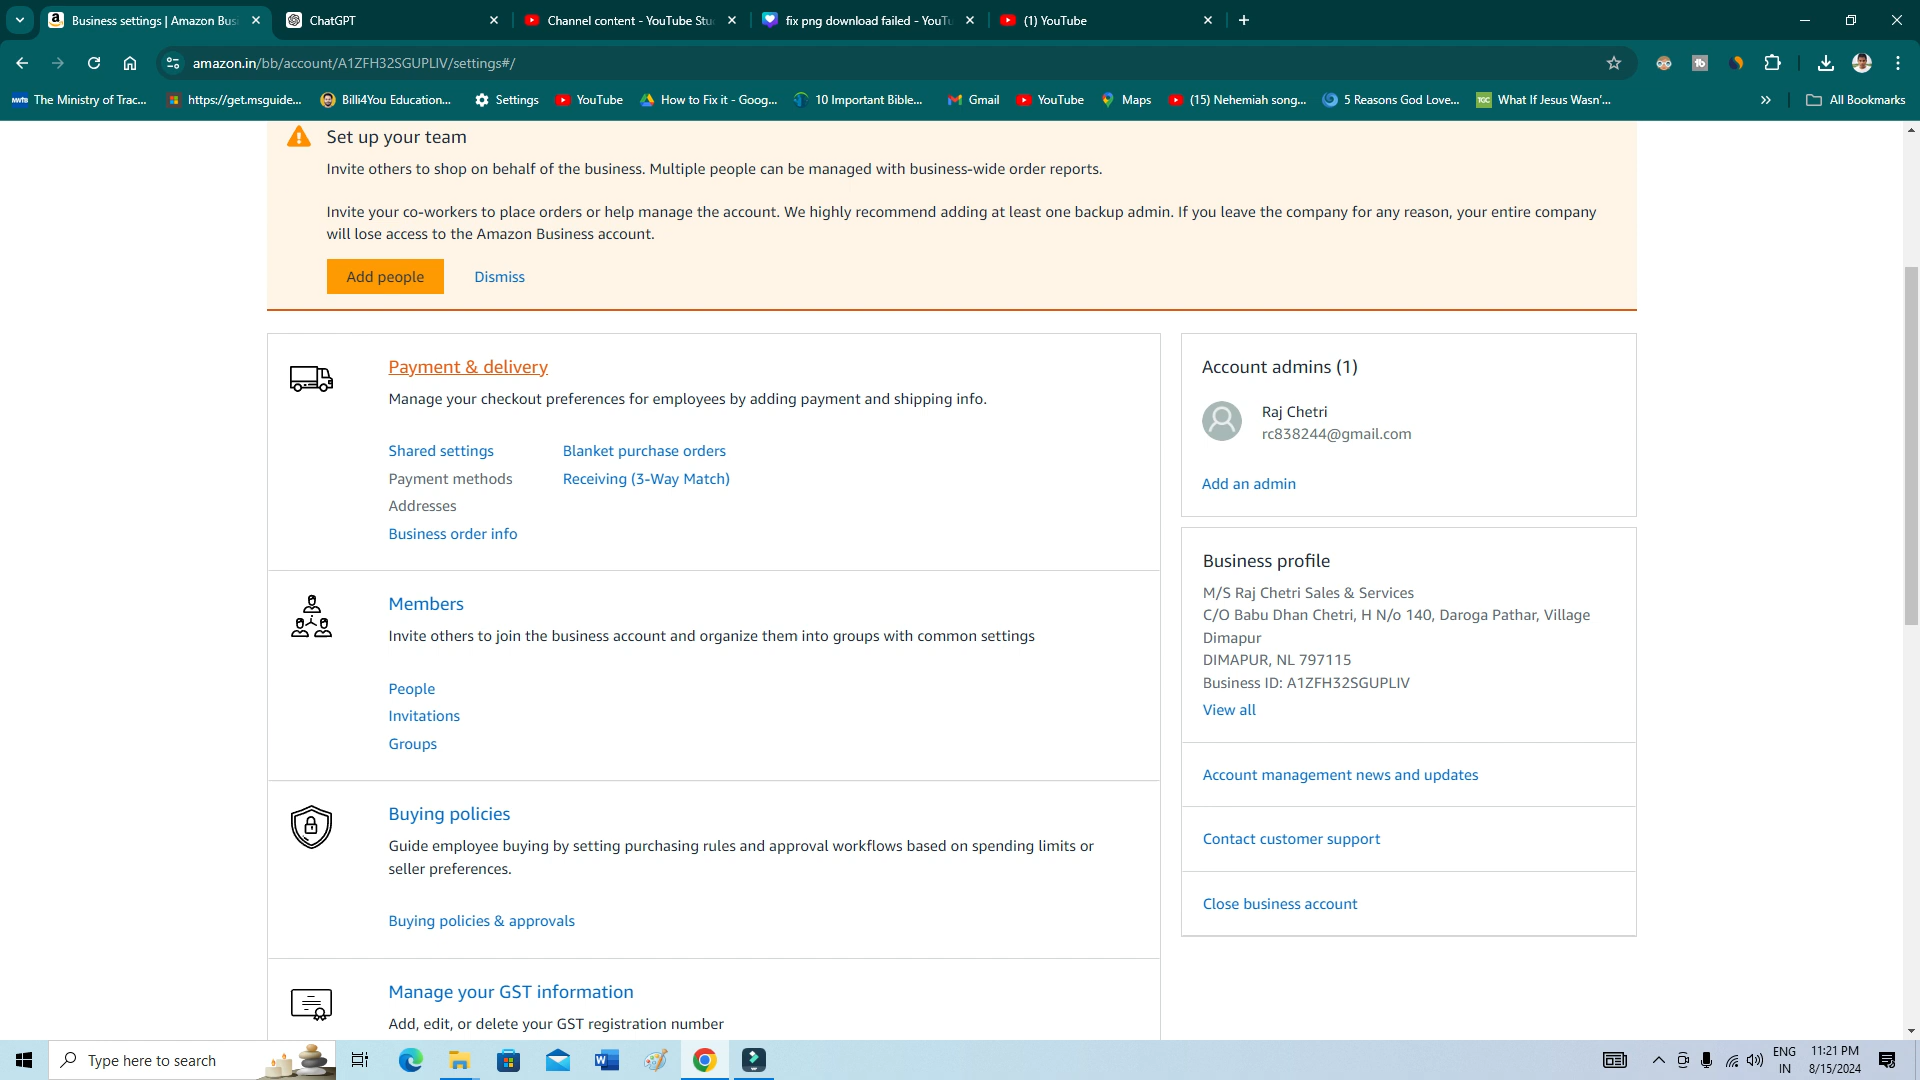 Business settings | Amazon Busi
ChatGPT
Channel content - YouTube Stu
fix png download failed - YouTu
(1) YouTube
amazon.in/bb/account/A1ZFH32SGUPLIV/settings#/
The Ministry of Trac...
https://get.msguide...
Billi4You Education...
Settings
YouTube
How to Fix it - Goog...
10 Important Bible...
Gmail
YouTube
Maps
(15) Nehemiah song...
5 Reasons God Love...
TGC
What If Jesus Wasn'...
All Bookmarks
Set up your team
Invite others to shop on behalf of the business. Multiple people can be managed with business-wide order reports.
Invite your co-workers to place orders or help manage the account. We highly recommend adding at least one backup admin. If you leave the company for any reason, your entire company
will lose access to the Amazon Business account.
Add people
Dismiss
Payment & delivery
Manage your checkout preferences for employees by adding payment and shipping info.
Shared settings
Blanket purchase orders
Payment methods
Receiving (3-Way Match)
Addresses
Business order info
Members
Invite others to join the business account and organize them into groups with common settings
People
Invitations
Groups
Buying policies
Guide employee buying by setting purchasing rules and approval workflows based on spending limits or
seller preferences.
Buying policies & approvals
Manage your GST information
Add, edit, or delete your GST registration number
Account admins (1)
Raj Chetri
rc838244@gmail.com
Add an admin
Business profile
M/S Raj Chetri Sales & Services
C/O Babu Dhan Chetri, H N/o 140, Daroga Pathar, Village
Dimapur
DIMAPUR, NL 797115
Business ID: A1ZFH32SGUPLIV
View all
Account management news and updates
Contact customer support
Close business account
Type here to search
ENG
IN
11:21 PM
8/15/2024